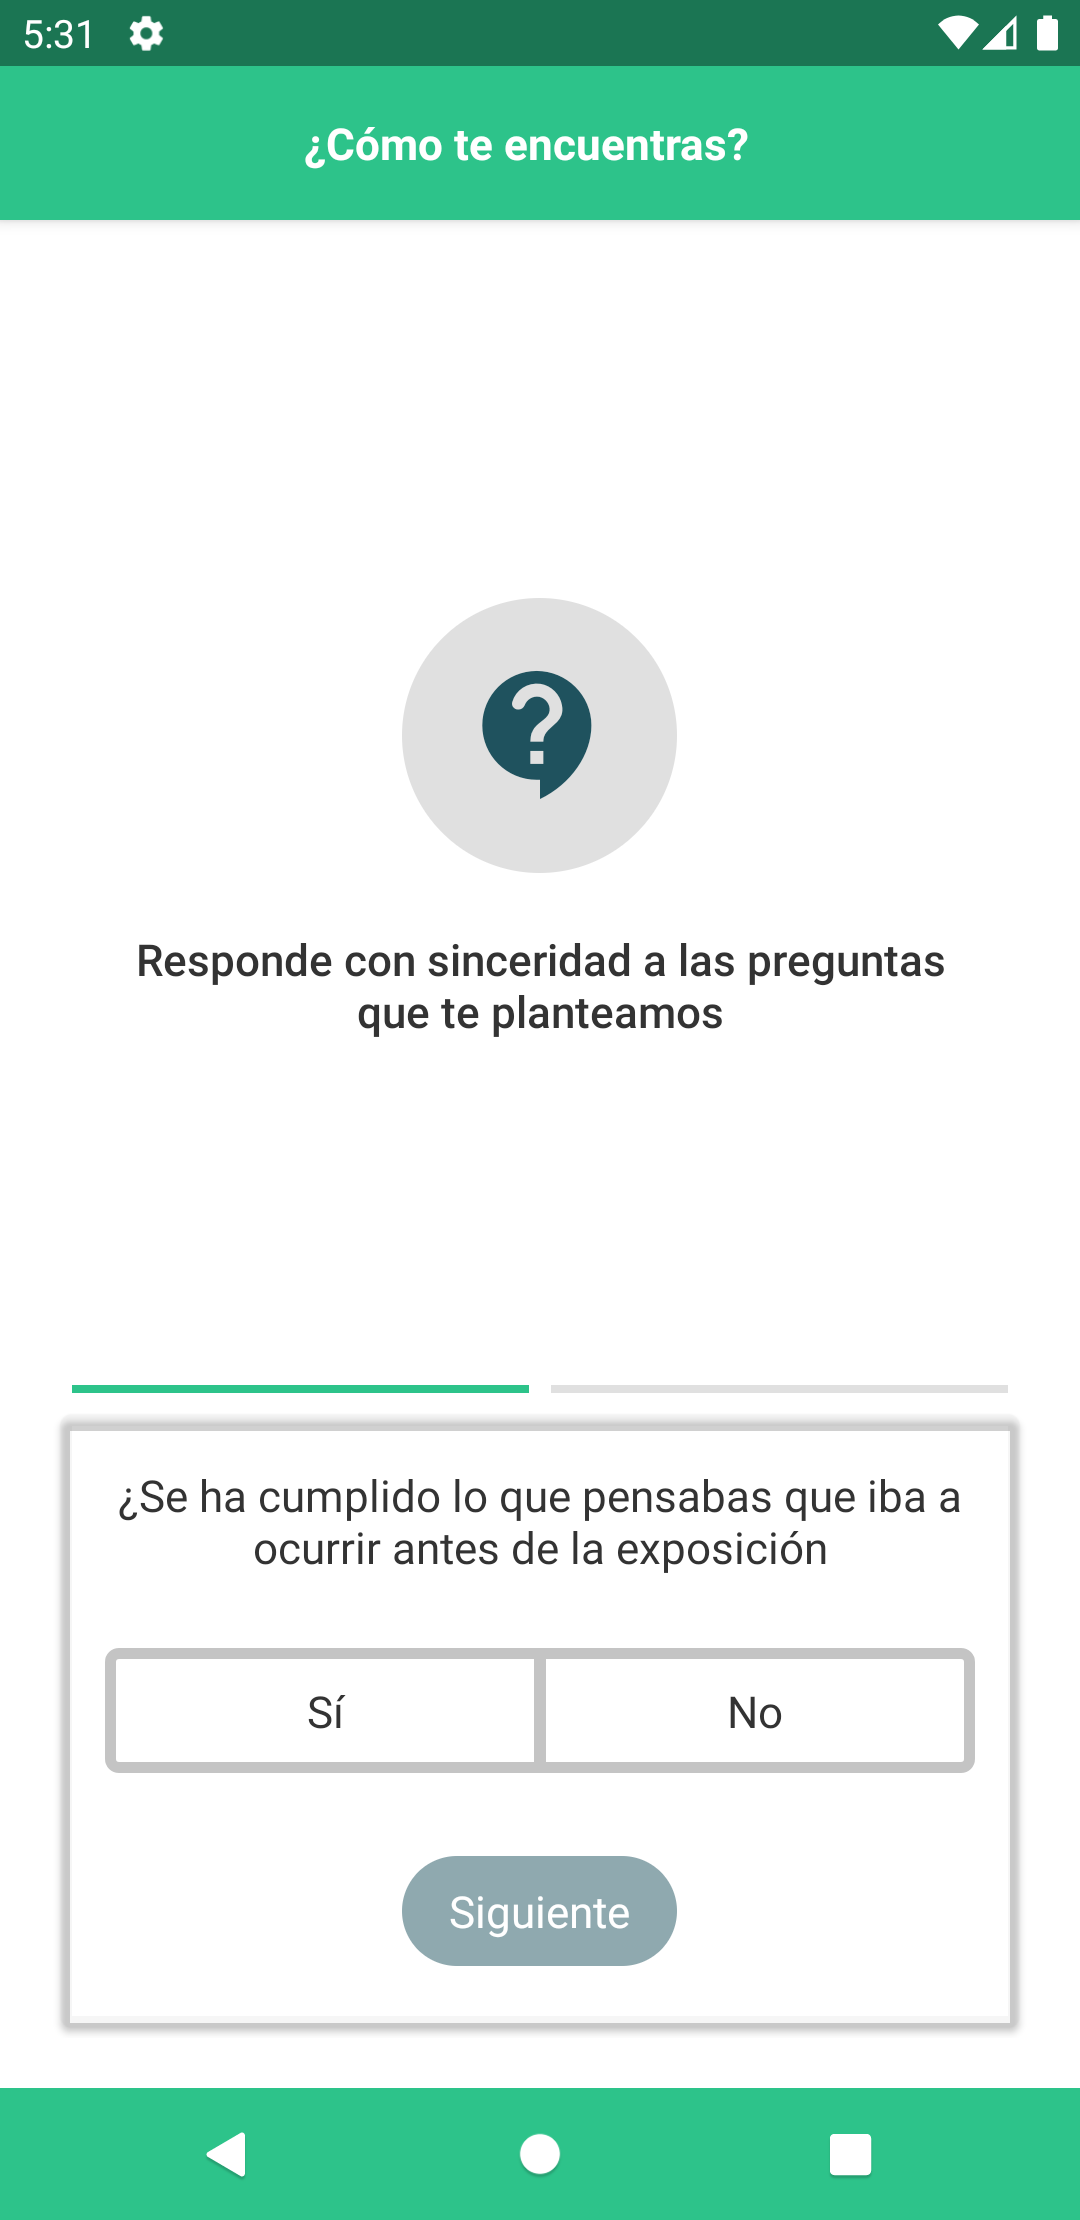 5:31
¿Cómo te encuentras?
Responde con sinceridad a las preguntas
que te planteamos
¿Se ha cumplido lo que pensabas que iba a
ocurrir antes de la exposición
Sí
No
Siguiente